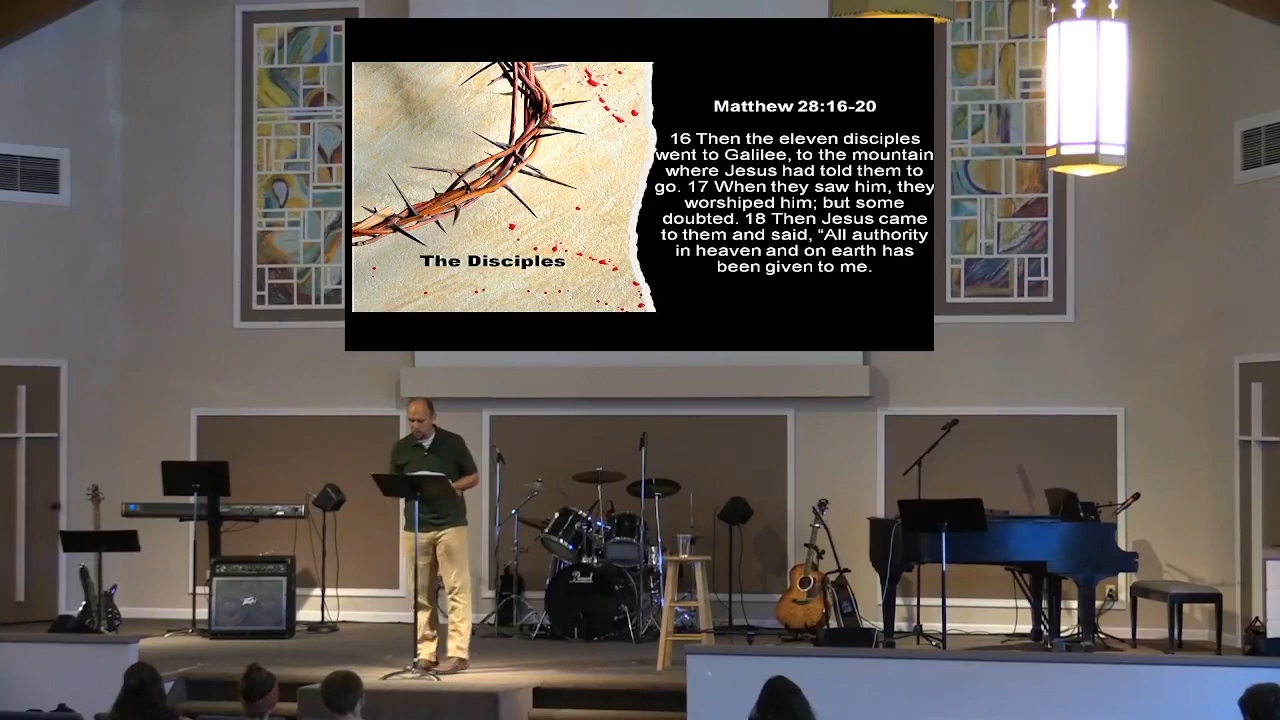 Matthew 28:16-20
16 Then the eleven disciples
went to Galilee, to the mountain
where Jesus had told them to
go. 17 When they saw him, they
worshiped him; but some
doubted. 18 Then Jesus came
to them and said, “All authority
in heaven and on earth has
been given to me.
The Disciples
Pearl
PEAVEY